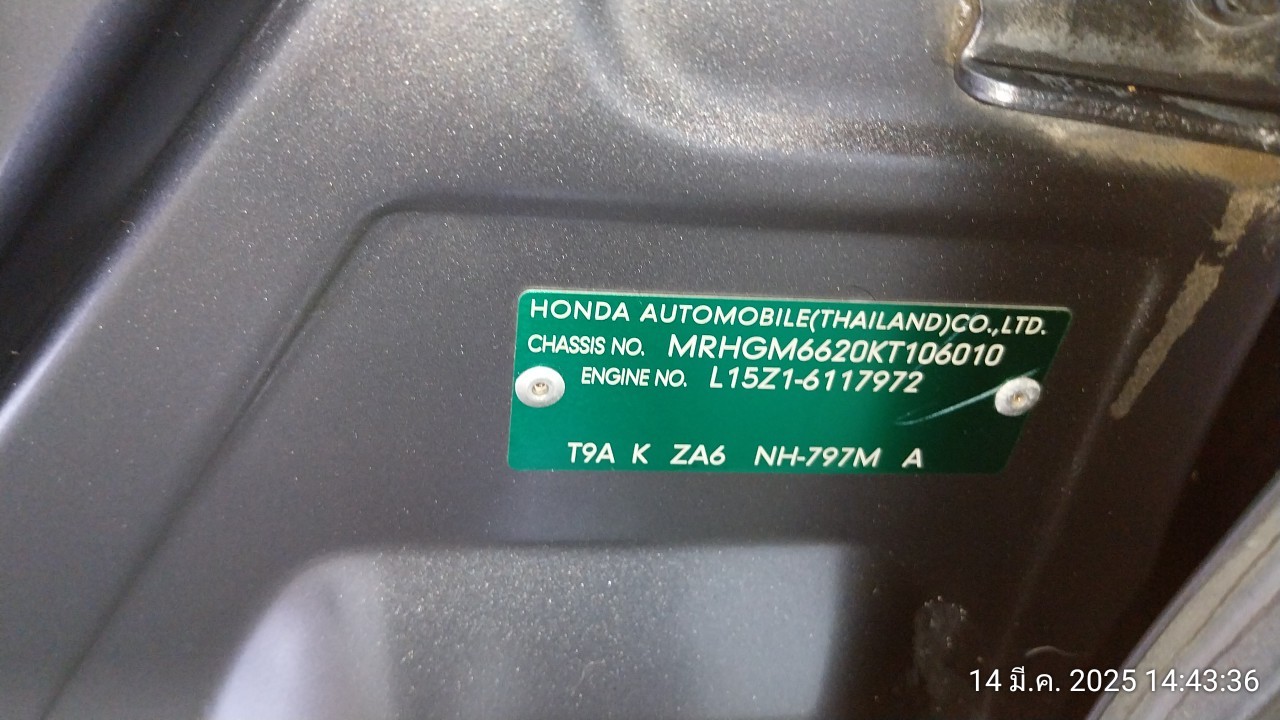 HONDA AUTOMOBILE(THAILAND)CO.,LTD.
CHASSIS NO. MRHGM6620KT106010
ENGINE NO. L15Z1-6117972
T9A K ZA6 NH-797M A
14 มี.ค. 2025 14:43:36